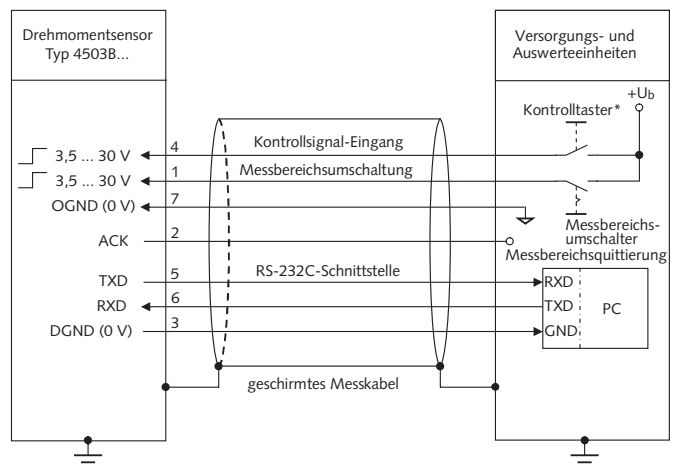 Drehmomentsensor
Typ 4503B...
Versorgungs- und
Auswerteeinheiten
+Ub
Kontrolltaster*
3,5 ... 30 V
4
Kontrollsignal-Eingang
3,5 ... 30 V
1
Messbereichsumschaltung
OGND (0 V)
7
Messbereichs-
umschalter
ACK
2
Messbereichsquittierung
TXD
5
RS-232C-Schnittstelle
RXD
RXD
6
TXD
PC
DGND (0 V)
3
GND
geschirmtes Messkabel